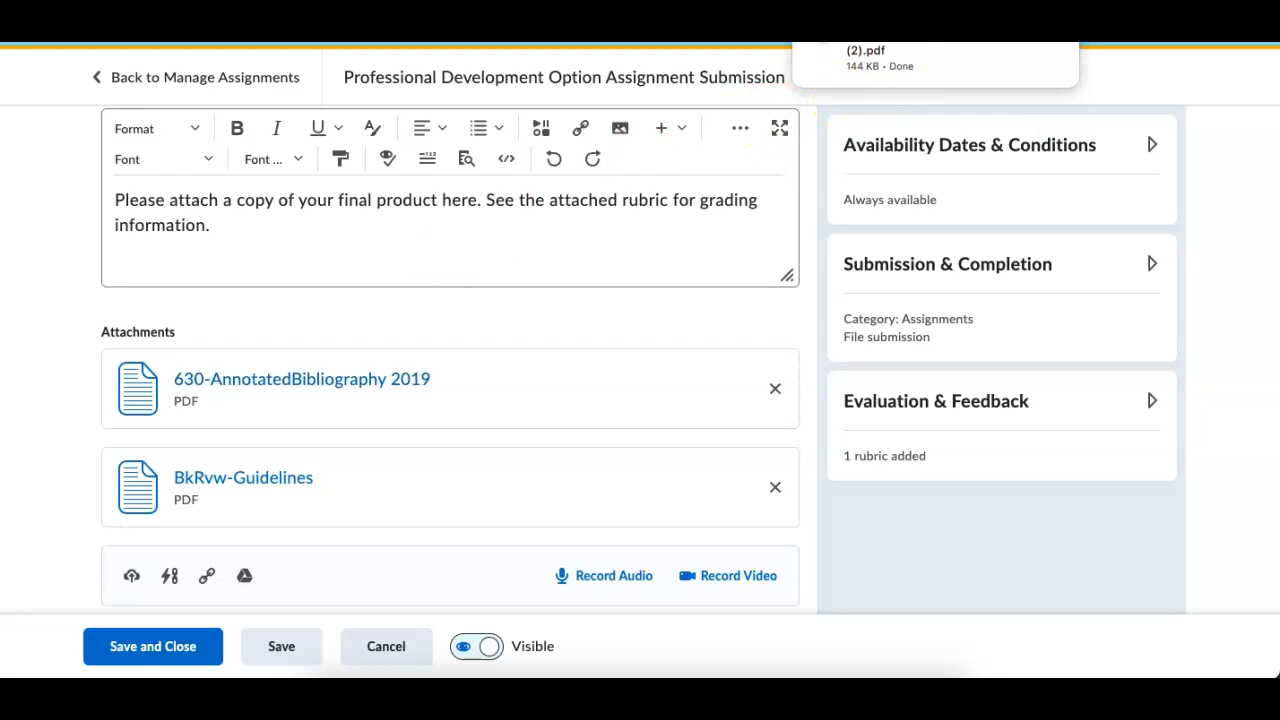 (2).pdf
144 KB • Done
Back to Manage Assignments
Professional Development Option Assignment Submission
Format
Font
Font ...
Please attach a copy of your final product here. See the attached rubric for grading
information.
Attachments
630-AnnotatedBibliography 2019
PDF
BkRvw-Guidelines
PDF
Record Audio
Record Video
Availability Dates & Conditions
Always available
Submission & Completion
Category: Assignments
File submission
Evaluation & Feedback
1 rubric added
Save and Close
Save
Cancel
Visible